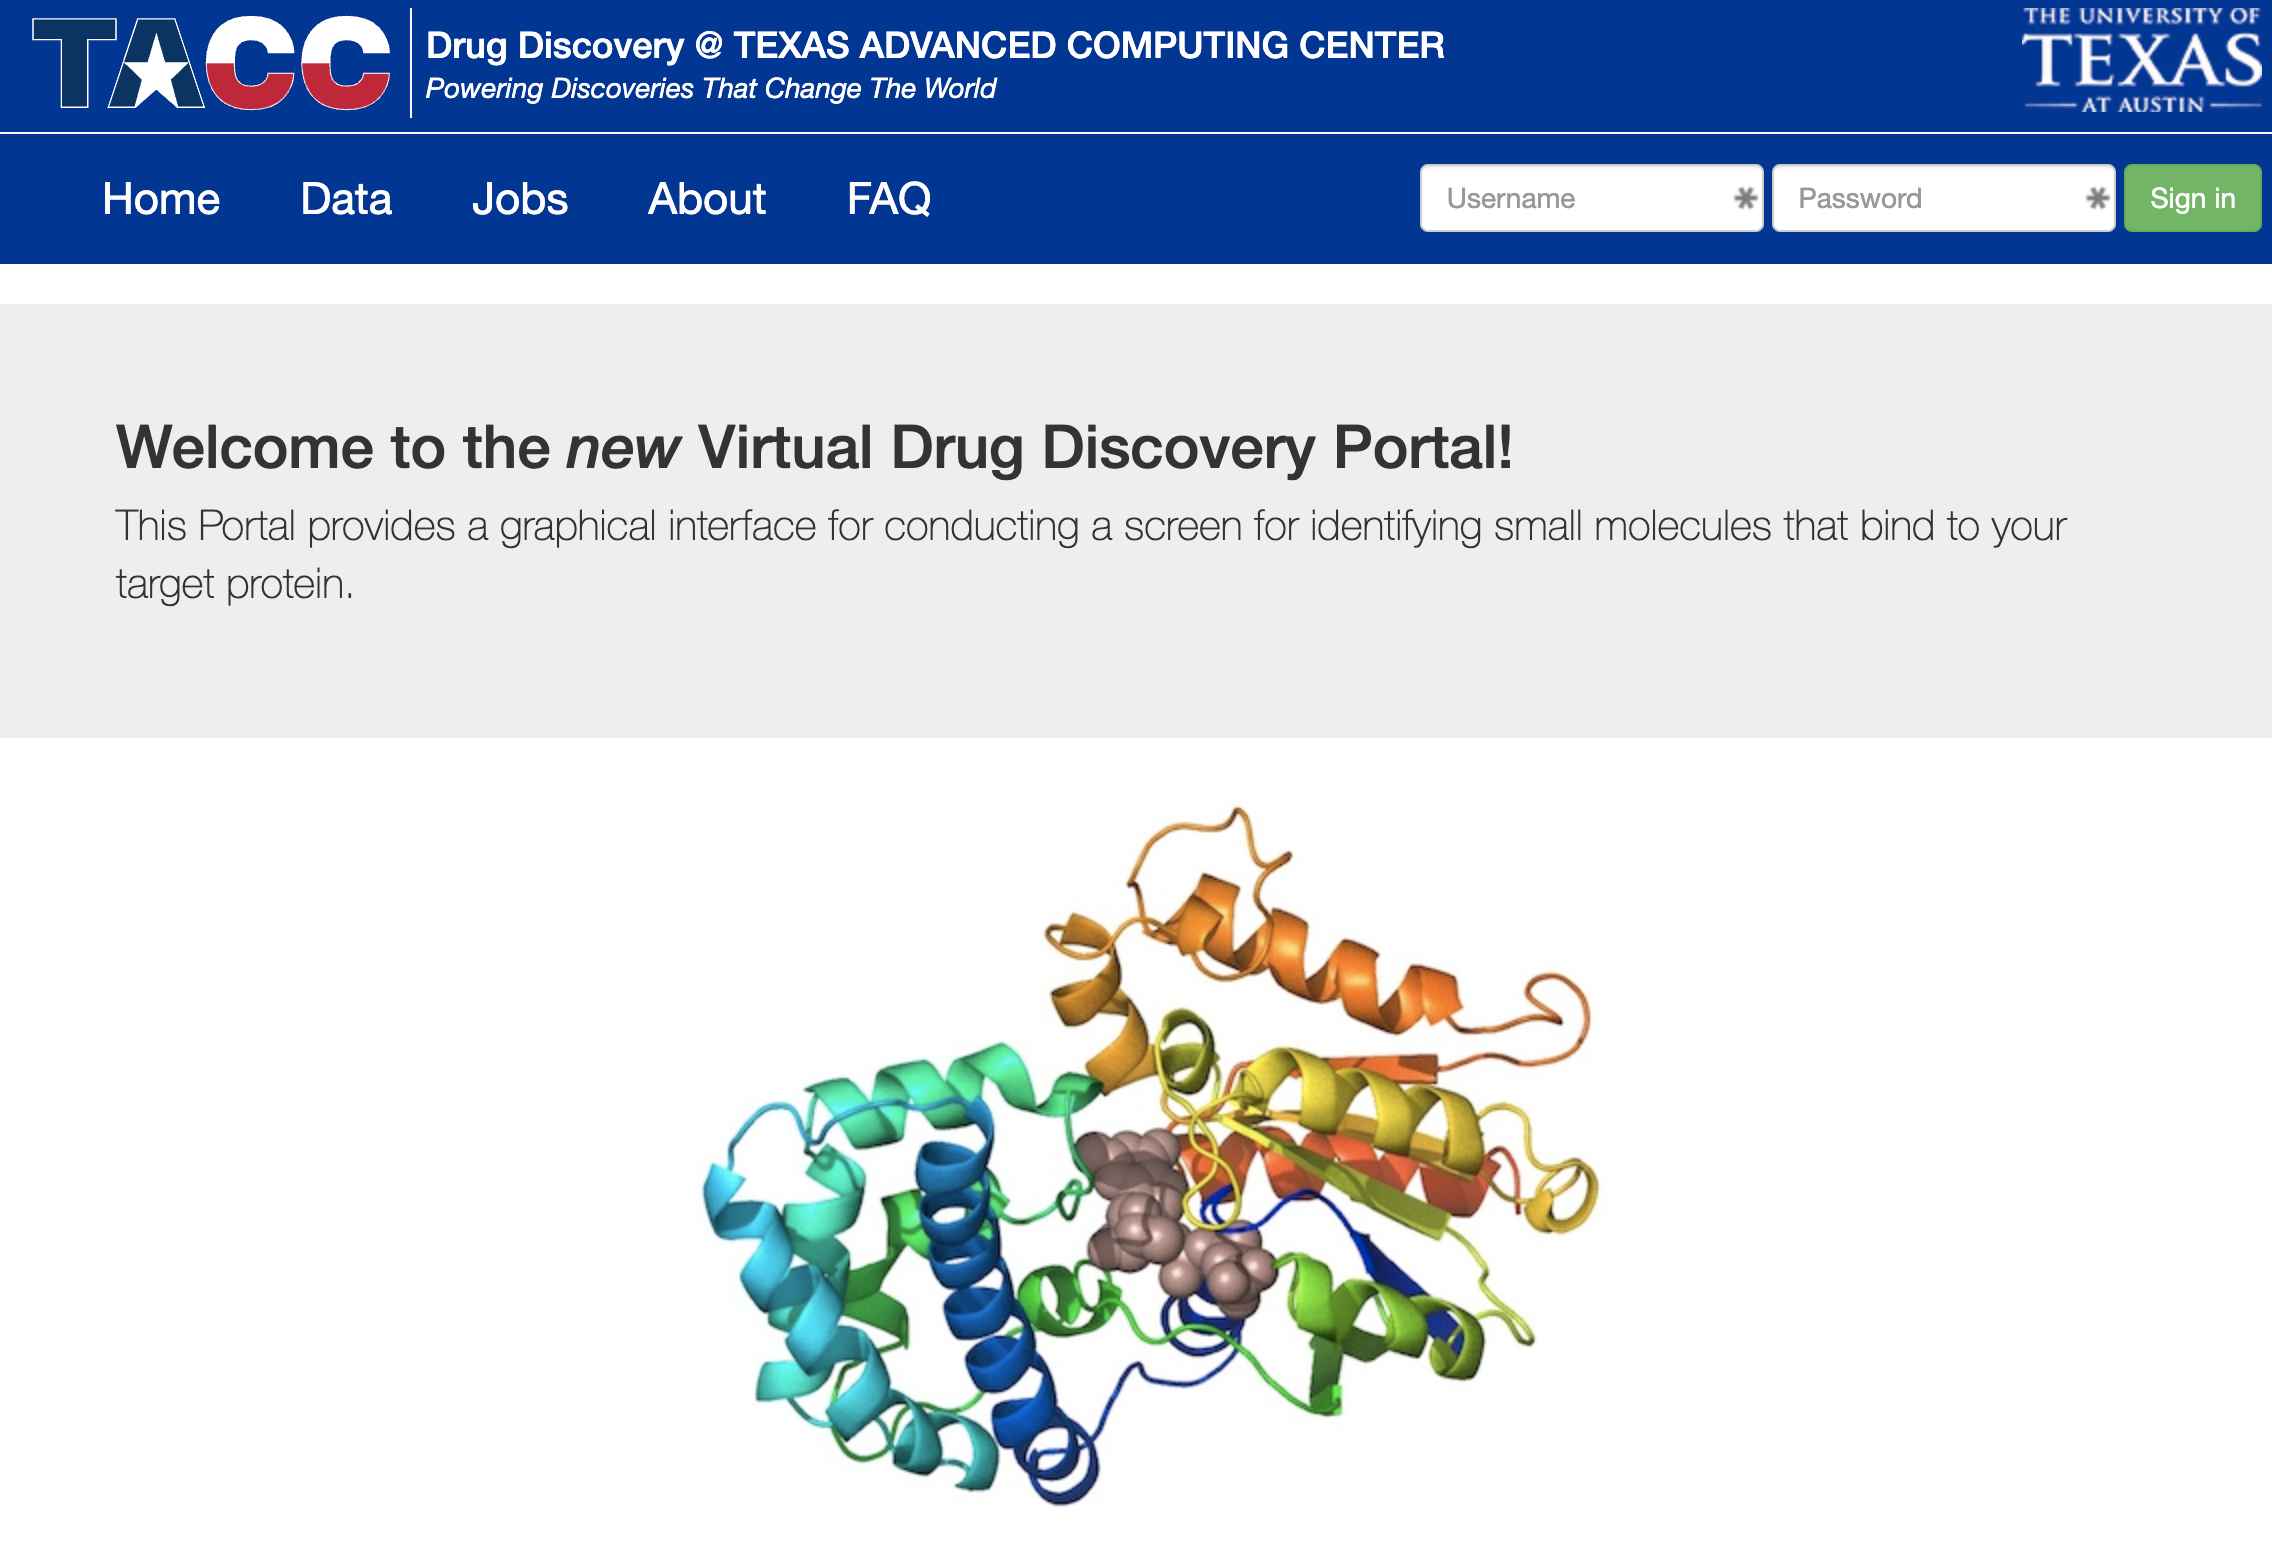 TACC
Drug Discovery @ TEXAS ADVANCED COMPUTING CENTER
Powering Discoveries That Change The World
THE UNIVERSITY OF
TEXAS
AT AUSTIN
Home Data Jobs About FAQ
Username * Password * Sign in
Welcome to the new Virtual Drug Discovery Portal!
This Portal provides a graphical interface for conducting a screen for identifying small molecules that bind to your
target protein.